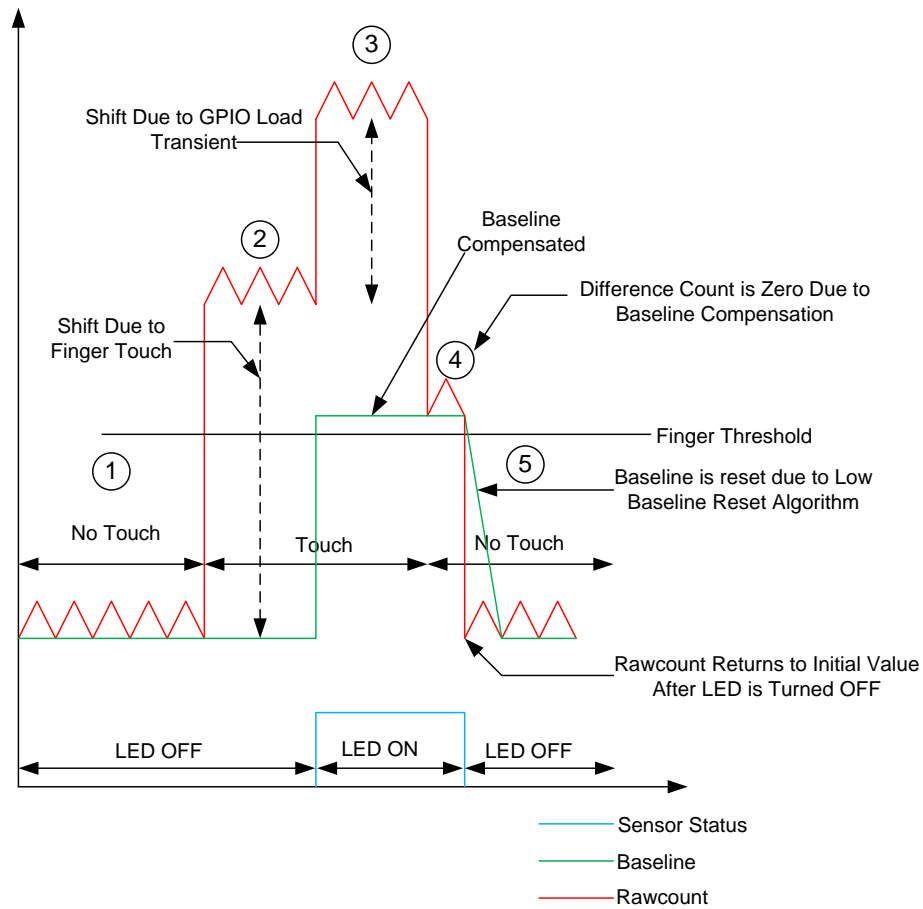 3
Shift Due to GPIO Load
Transient
2
Baseline
Compensated
Difference Count is Zero Due to
Baseline Compensation
Shift Due to
Finger Touch
4
Finger Threshold
1
5
Baseline is reset due to Low
Baseline Reset Algorithm
No Touch
Touch
No Touch
Rawcount Returns to Initial Value
After LED is Turned OFF
LED OFF
LED ON
LED OFF
Sensor Status
Baseline
Rawcount